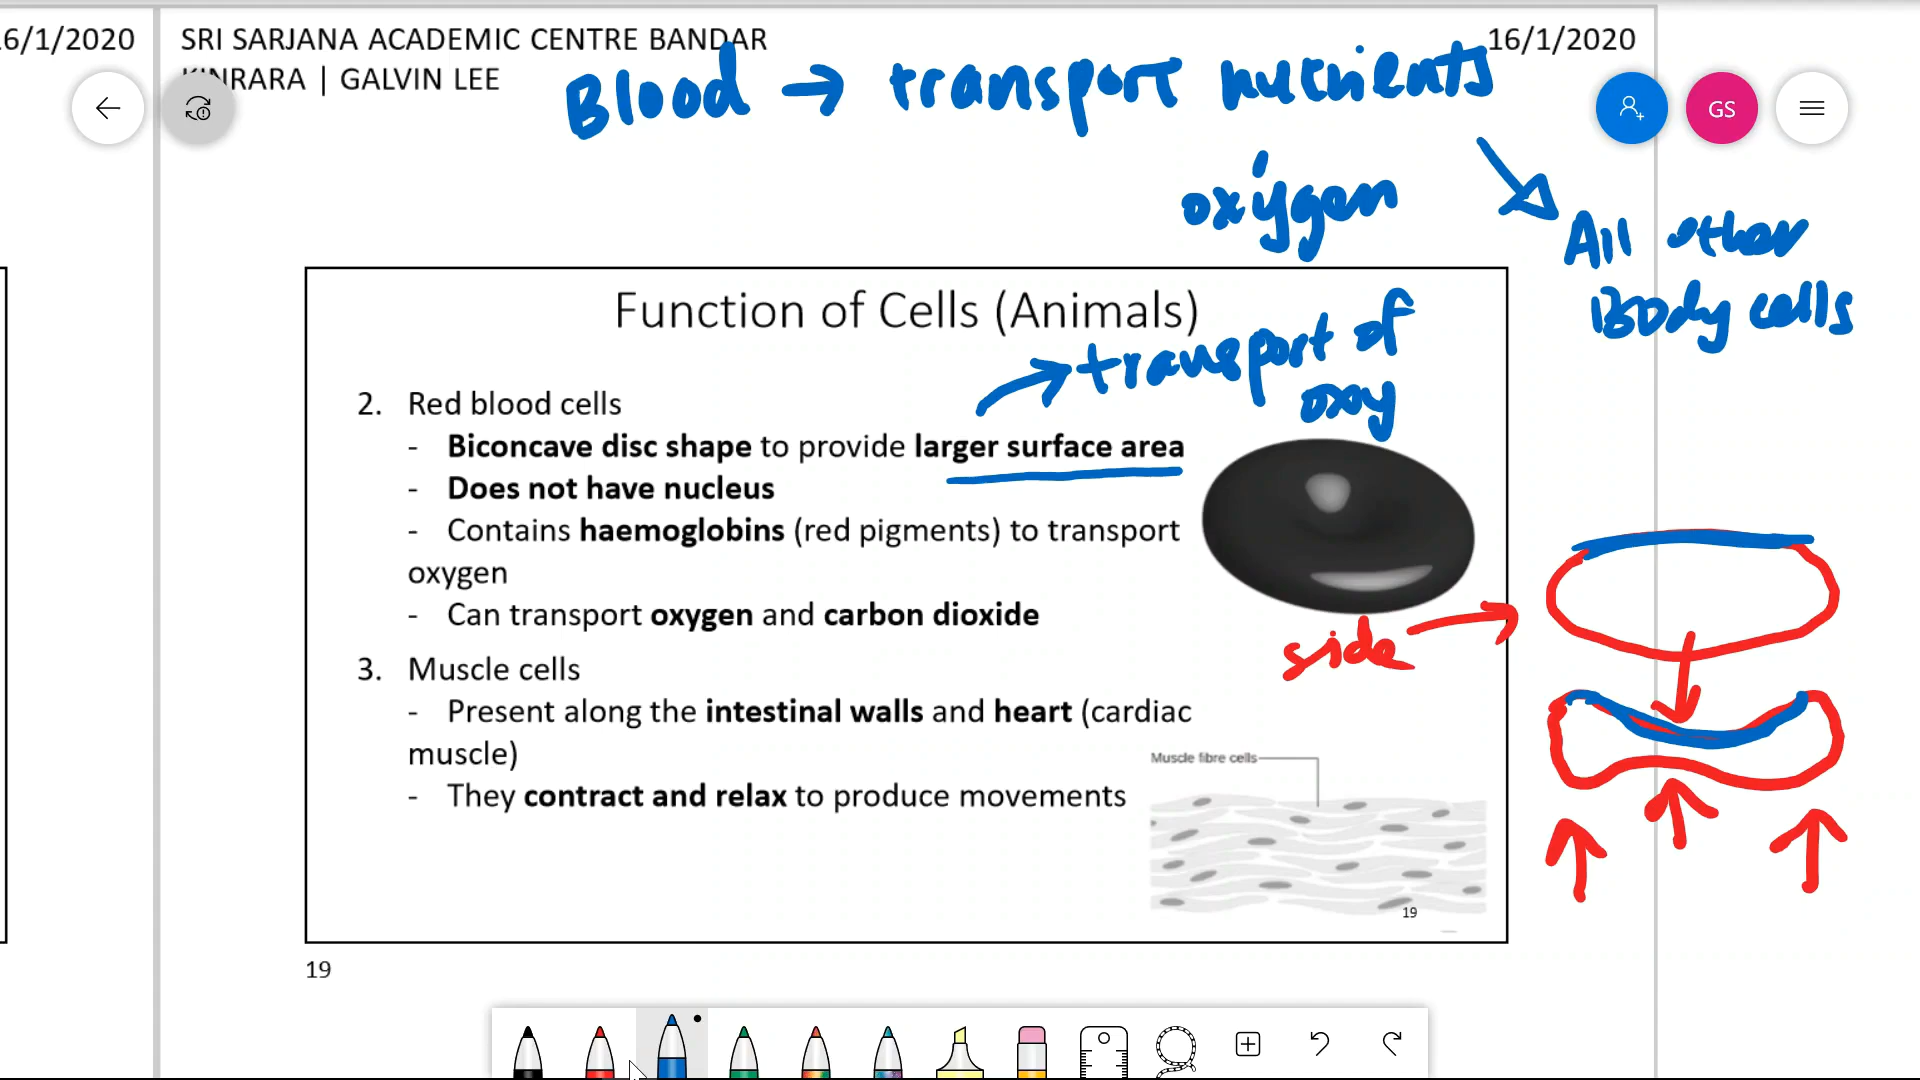 6/1/2020
SRI SARJANA ACADEMIC CENTRE BANDAR
16/1/2020
KINRARA | GALVIN LEE
Blood → transport nutrients
GS
oxygen
All other
Body cells
Function of Cells (Animals)
→ transport of
oxy
2. Red blood cells
- Biconcave disc shape to provide larger surface area
- Does not have nucleus
- Contains haemoglobins (red pigments) to transport
oxygen
- Can transport oxygen and carbon dioxide
side →
3. Muscle cells
- Present along the intestinal walls and heart (cardiac
muscle)
- They contract and relax to produce movements
Muscle fibre cells
19
19